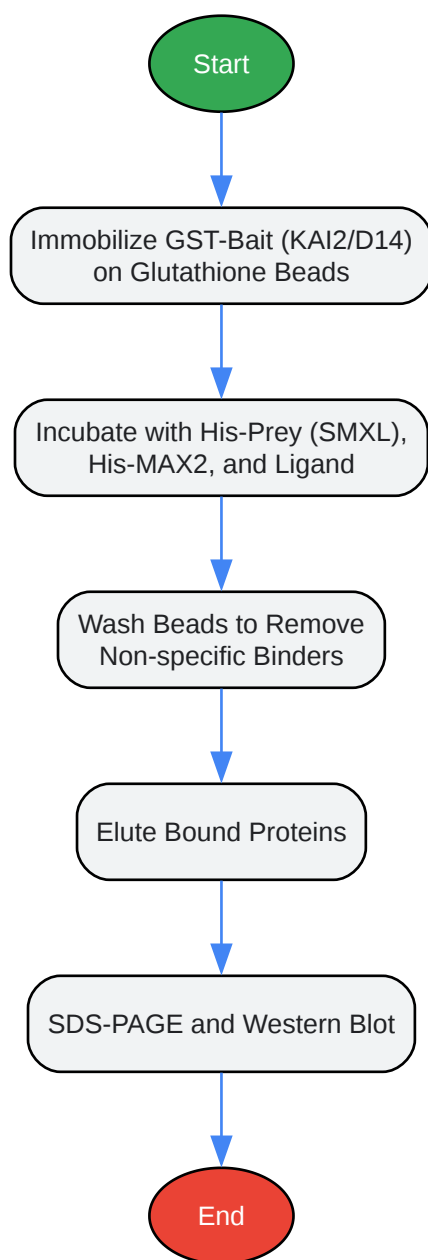 Start
Immobilize GST-Bait (KAI2/D14)
on Glutathione Beads
Incubate with His-Prey (SMXL),
His-MAX2, and Ligand
Wash Beads to Remove
Non-specific Binders
Elute Bound Proteins
SDS-PAGE and Western Blot
End